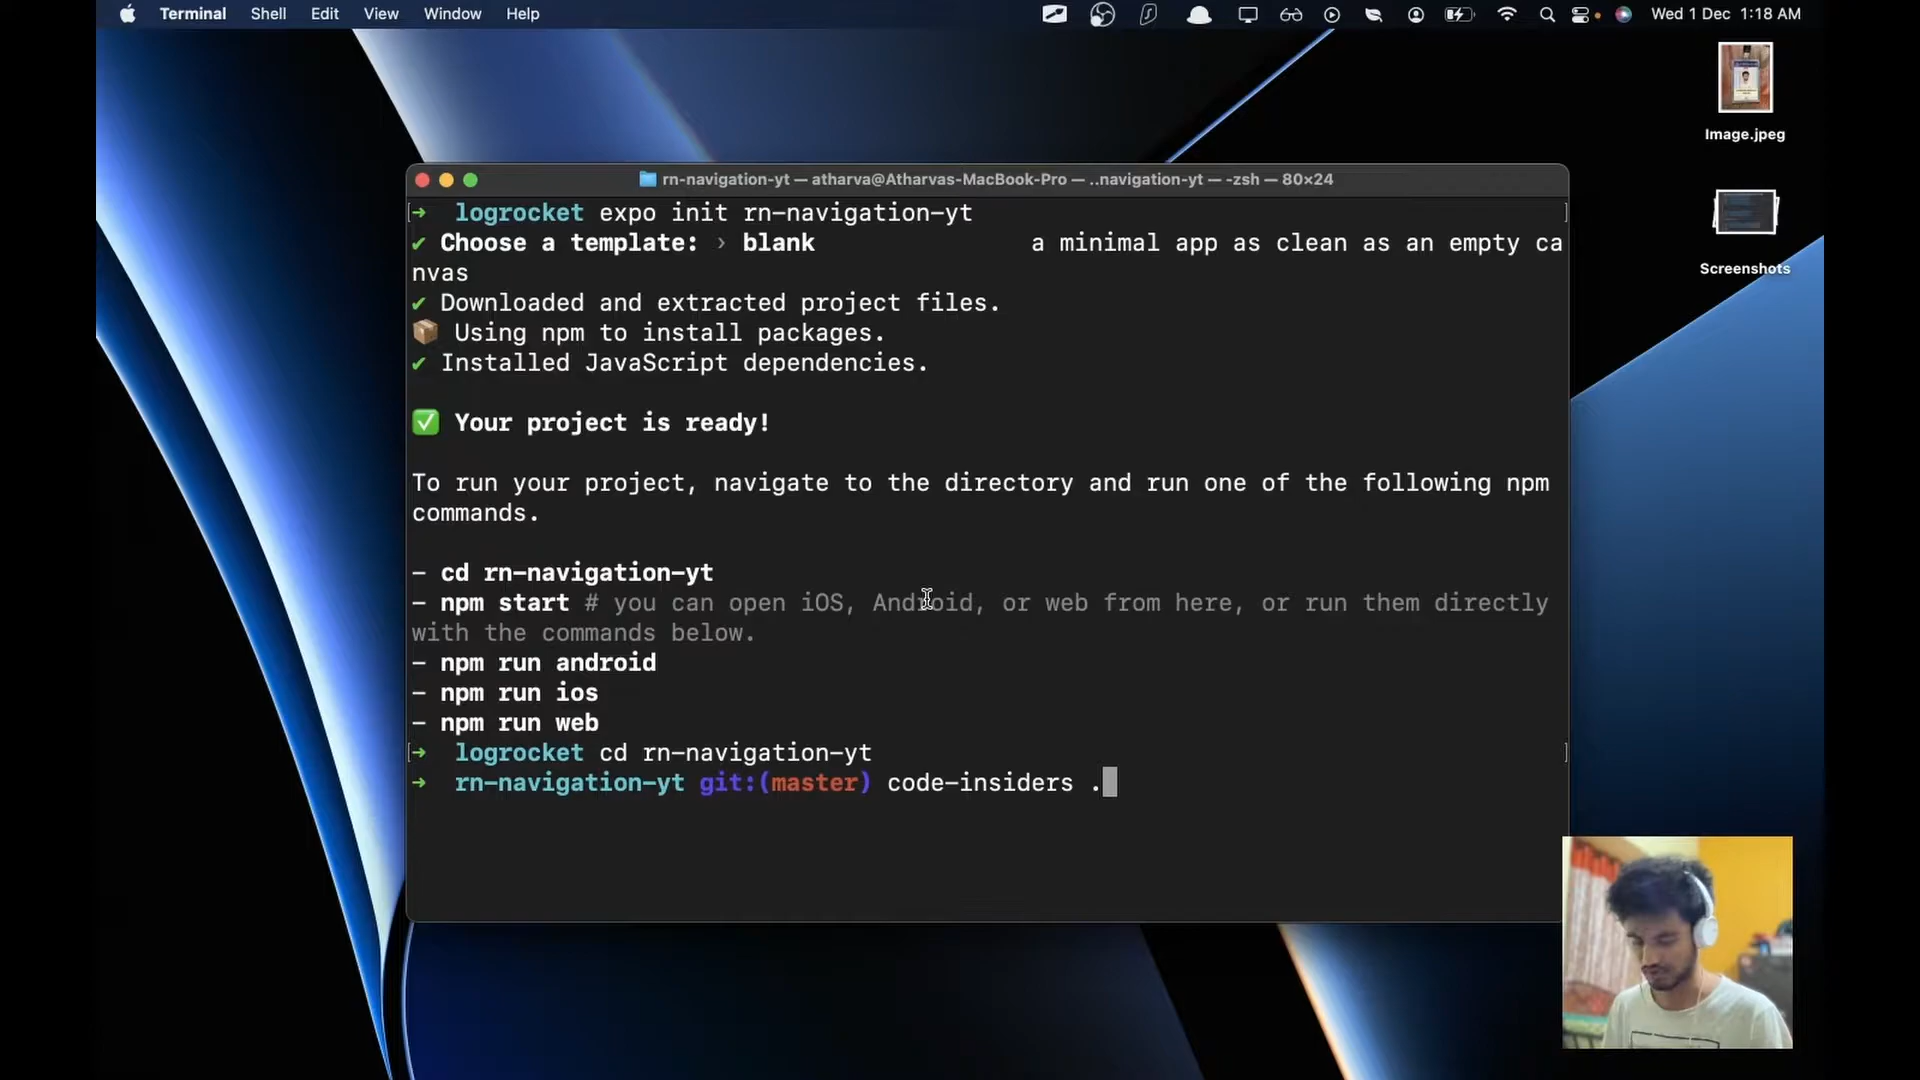 Terminal Shell Edit View Window Help Wed 1 Dec 1:18 AM
Image.jpeg
Screenshots
rn-navigation-yt — atharva@Atharvas-MacBook-Pro — ..navigation-yt — -zsh — 80×24
[➜ logrocket expo init rn-navigation-yt ]
✔ Choose a template: › blank a minimal app as clean as an empty ca
nvas
✔ Downloaded and extracted project files.
📦 Using npm to install packages.
✔ Installed JavaScript dependencies.
✅ Your project is ready!
To run your project, navigate to the directory and run one of the following npm
commands.
- cd rn-navigation-yt
- npm start # you can open iOS, Android, or web from here, or run them directly
with the commands below.
- npm run android
- npm run ios
- npm run web
[➜ logrocket cd rn-navigation-yt ]
➜ rn-navigation-yt git:(master) code-insiders .